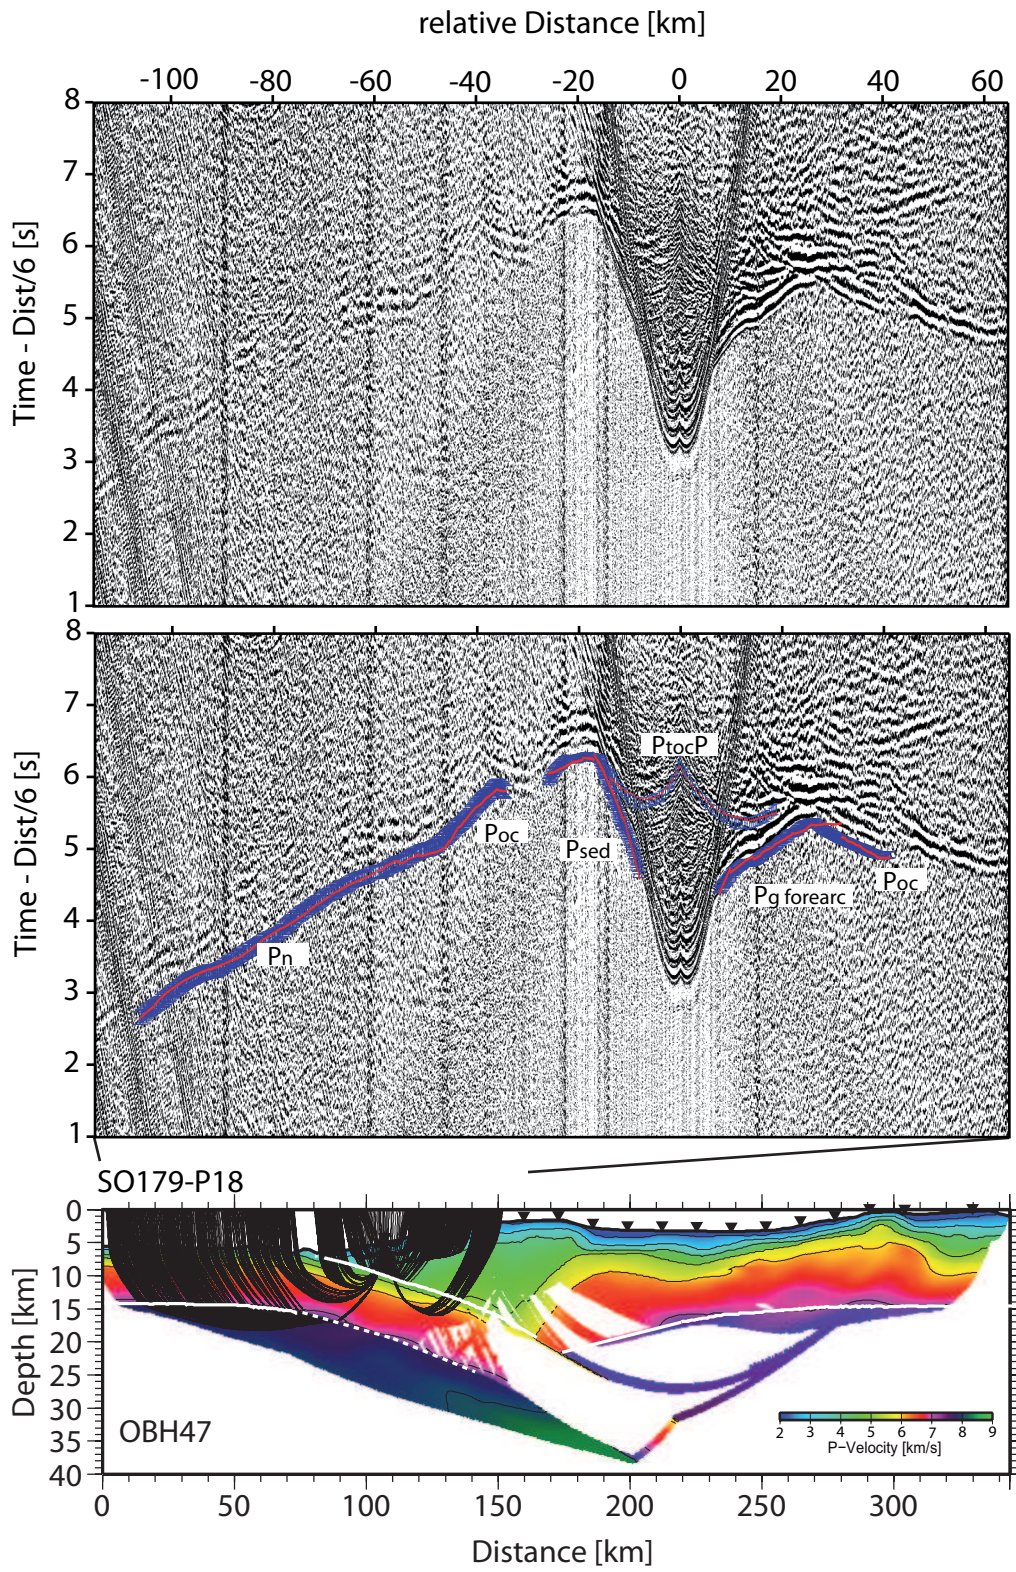 relative Distance [km]
-100 -80 -60 -40 -20 0 20 40 60
Time - Dist/6 [s]
8
7
6
5
4
3
2
1
Time - Dist/6 [s]
8
7
6
5
4
3
2
1
PtocP
Poc
Psed
Pg forearc
Poc
Pn
SO179-P18
Depth [km]
0
5
10
15
20
25
30
35
40
OBH47
2 3 4 5 6 7 8 9
P-Velocity [km/s]
0 50 100 150 200 250 300
Distance [km]